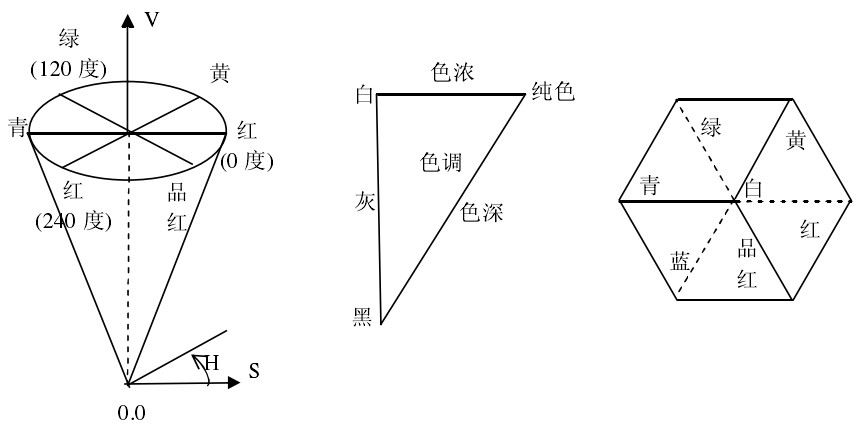 V
绿
(120 度)
黄
青
红
(0 度)
红
(240 度)
品
红
H
S
0.0
色浓
白
纯色
色调
灰
色深
黑
绿
黄
青
白
红
蓝
品
红